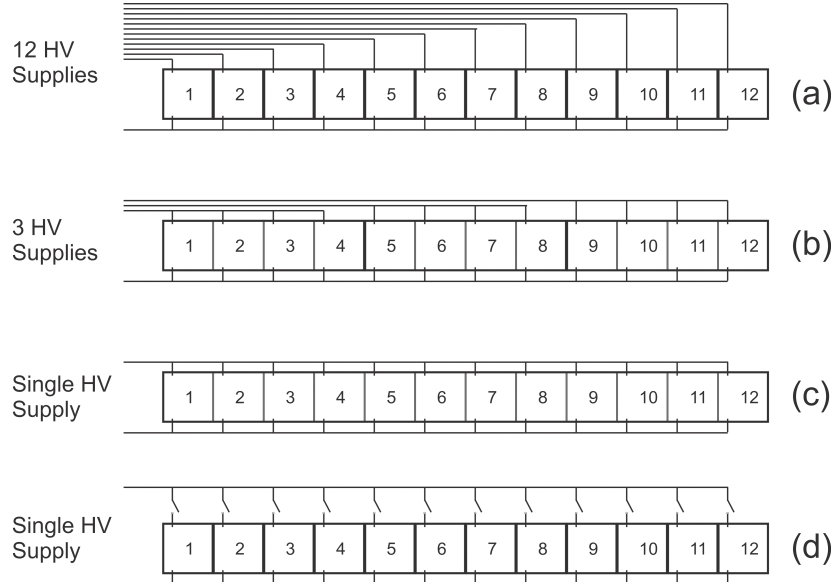 12 HV
Supplies
1 2 3 4 5 6 7 8 9 10 11 12
(a)
3 HV
Supplies
1 2 3 4 5 6 7 8 9 10 11 12
(b)
Single HV
Supply
1 2 3 4 5 6 7 8 9 10 11 12
(c)
Single HV
Supply
1 2 3 4 5 6 7 8 9 10 11 12
(d)